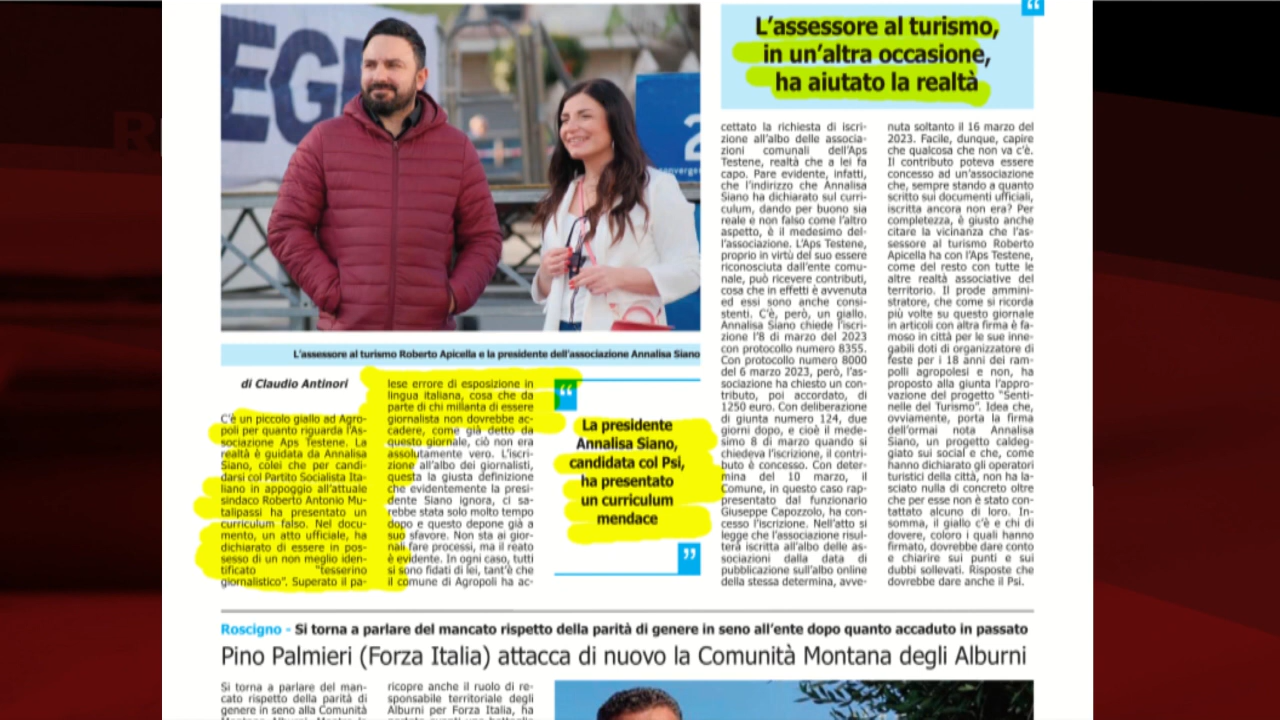 EGI
2
converge
L'assessore al turismo Roberto Apicella e la presidente dell'associazione Annalisa Siano
di Claudio Antinori
C'è un piccolo giallo ad Agro-
poli per quanto riguarda l'As-
sociazione Aps Testene. La
realtà è guidata da Annalisa
Siano, colei che per candi-
darsi col Partito Socialista Ita-
liano in appoggio all'attuale
sindaco Roberto Antonio Mu-
talipassi ha presentato un
curriculum falso. Nel docu-
mento, un atto ufficiale, ha
dichiarato di essere in pos-
sesso di un non meglio iden-
tificato "tesserino
giornalistico". Superato il pa-
lese errore di esposizione in
lingua italiana, cosa che da
parte di chi millanta di essere
giornalista non dovrebbe ac-
cadere, come già detto da
questo giornale, ciò non era
assolutamente vero. L'iscri-
zione all'albo dei giornalisti,
questa la giusta definizione
che evidentemente la presi-
dente Siano ignora, ci sa-
rebbe stata solo molto tempo
dopo e questo depone già a
suo sfavore. Non sta ai gior-
nali fare processi, ma il reato
è evidente. In ogni caso, tutti
si sono fidati di lei, tant'è che
il comune di Agropoli ha ac-
“
La presidente
Annalisa Siano,
candidata col Psi,
ha presentato
un curriculum
mendace
”
“
L'assessore al turismo,
in un'altra occasione,
ha aiutato la realtà
cettato la richiesta di iscri-
zione all'albo delle associa-
zioni comunali dell'Aps
Testene, realtà che a lei fa
capo. Pare evidente, infatti,
che l'indirizzo che Annalisa
Siano ha dichiarato sul curri-
culum, dando per buono sia
reale e non falso come l'altro
aspetto, è il medesimo del-
l'associazione. L'Aps Testene,
proprio in virtù del suo essere
riconosciuta dall'ente comu-
nale, può ricevere contributi,
cosa che in effetti è avvenuta
ed essi sono anche consi-
stenti. C'è, però, un giallo.
Annalisa Siano chiede l'iscri-
zione l'8 di marzo del 2023
con protocollo numero 8355.
Con protocollo numero 8000
del 6 marzo 2023, però, l'as-
sociazione ha chiesto un con-
tributo, poi accordato, di
1250 euro. Con deliberazione
di giunta numero 124, due
giorni dopo, e cioè il mede-
simo 8 di marzo quando si
chiedeva l'iscrizione, il contri-
buto è concesso. Con deter-
mina del 10 marzo, il
Comune, in questo caso rap-
presentato dal funzionario
Giuseppe Capozzolo, ha con-
cesso l'iscrizione. Nell'atto si
legge che l'associazione risul-
terà iscritta all'albo delle as-
sociazioni dalla data di
pubblicazione sull'albo online
della stessa determina, avve-
nuta soltanto il 16 marzo del
2023. Facile, dunque, capire
che qualcosa che non va c'è.
Il contributo poteva essere
concesso ad un'associazione
che, sempre stando a quanto
scritto sui documenti ufficiali,
iscritta ancora non era? Per
completezza, è giusto anche
citare la vicinanza che l'as-
sessore al turismo Roberto
Apicella ha con l'Aps Testene,
come del resto con tutte le
altre realtà associative del
territorio. Il prode ammini-
stratore, che come si ricorda
più volte su questo giornale
in articoli con altra firma è fa-
moso in città per le sue inne-
gabili doti di organizzatore di
feste per i 18 anni dei ram-
polli agropolesi e non, ha
proposto alla giunta l'appro-
vazione del progetto "Senti-
nelle del Turismo". Idea che,
ovviamente, porta la firma
dell'ormai nota Annalisa
Siano, un progetto caldeg-
giato sui social e che, come
hanno dichiarato gli operatori
turistici della città, non ha la-
sciato nulla di concreto oltre
che per esse non è stato con-
tattato alcuno di loro. In-
somma, il giallo c'è e chi di
dovere, coloro i quali hanno
firmato, dovrebbe dare conto
e chiarire sui punti e sui
dubbi sollevati. Risposte che
dovrebbe dare anche il Psi.
Roscigno - Si torna a parlare del mancato rispetto della parità di genere in seno all'ente dopo quanto accaduto in passato
Pino Palmieri (Forza Italia) attacca di nuovo la Comunità Montana degli Alburni
Si torna a parlare del man-
cato rispetto della parità di
genere in seno alla Comunità
ricopre anche il ruolo di re-
sponsabile territoriale degli
Alburni per Forza Italia, ha